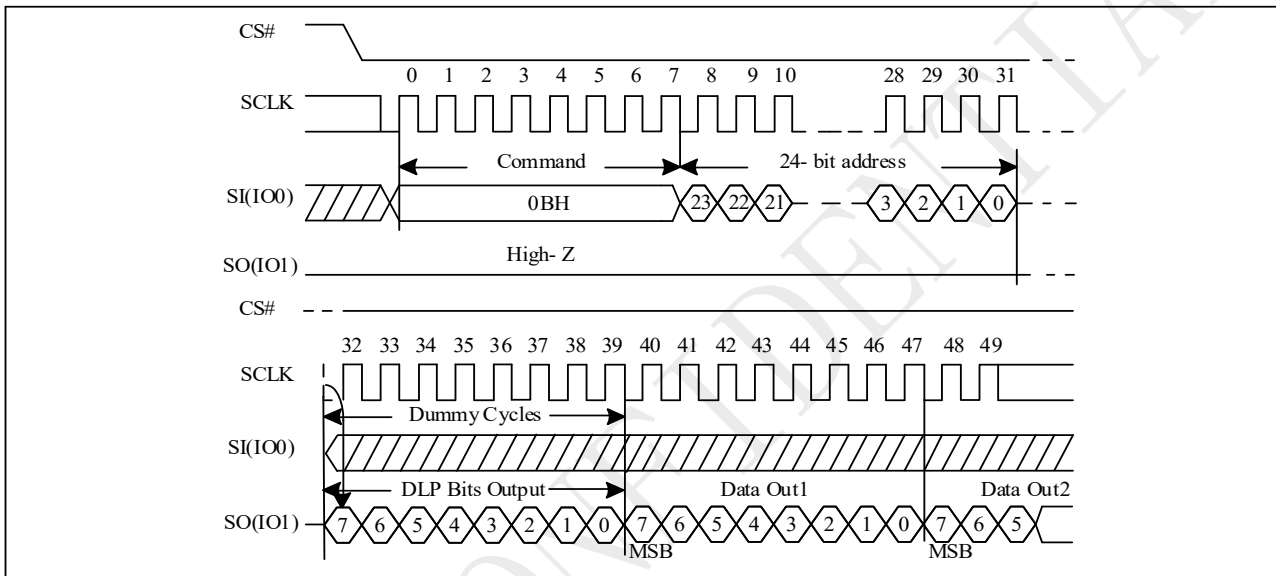 CS#
0 1 2 3 4 5 6 7 8 9 10 28 29 30 31
SCLK
Command 24- bit address
SI(IO0) 0BH 23 22 21 3 2 1 0
High- Z
SO(IO1)
CS#
32 33 34 35 36 37 38 39 40 41 42 43 44 45 46 47 48 49
SCLK
Dummy Cycles
SI(IO0)
DLP Bits Output Data Out1 Data Out2
SO(IO1) 7 6 5 4 3 2 1 0 7 6 5 4 3 2 1 0 7 6 5
MSB MSB